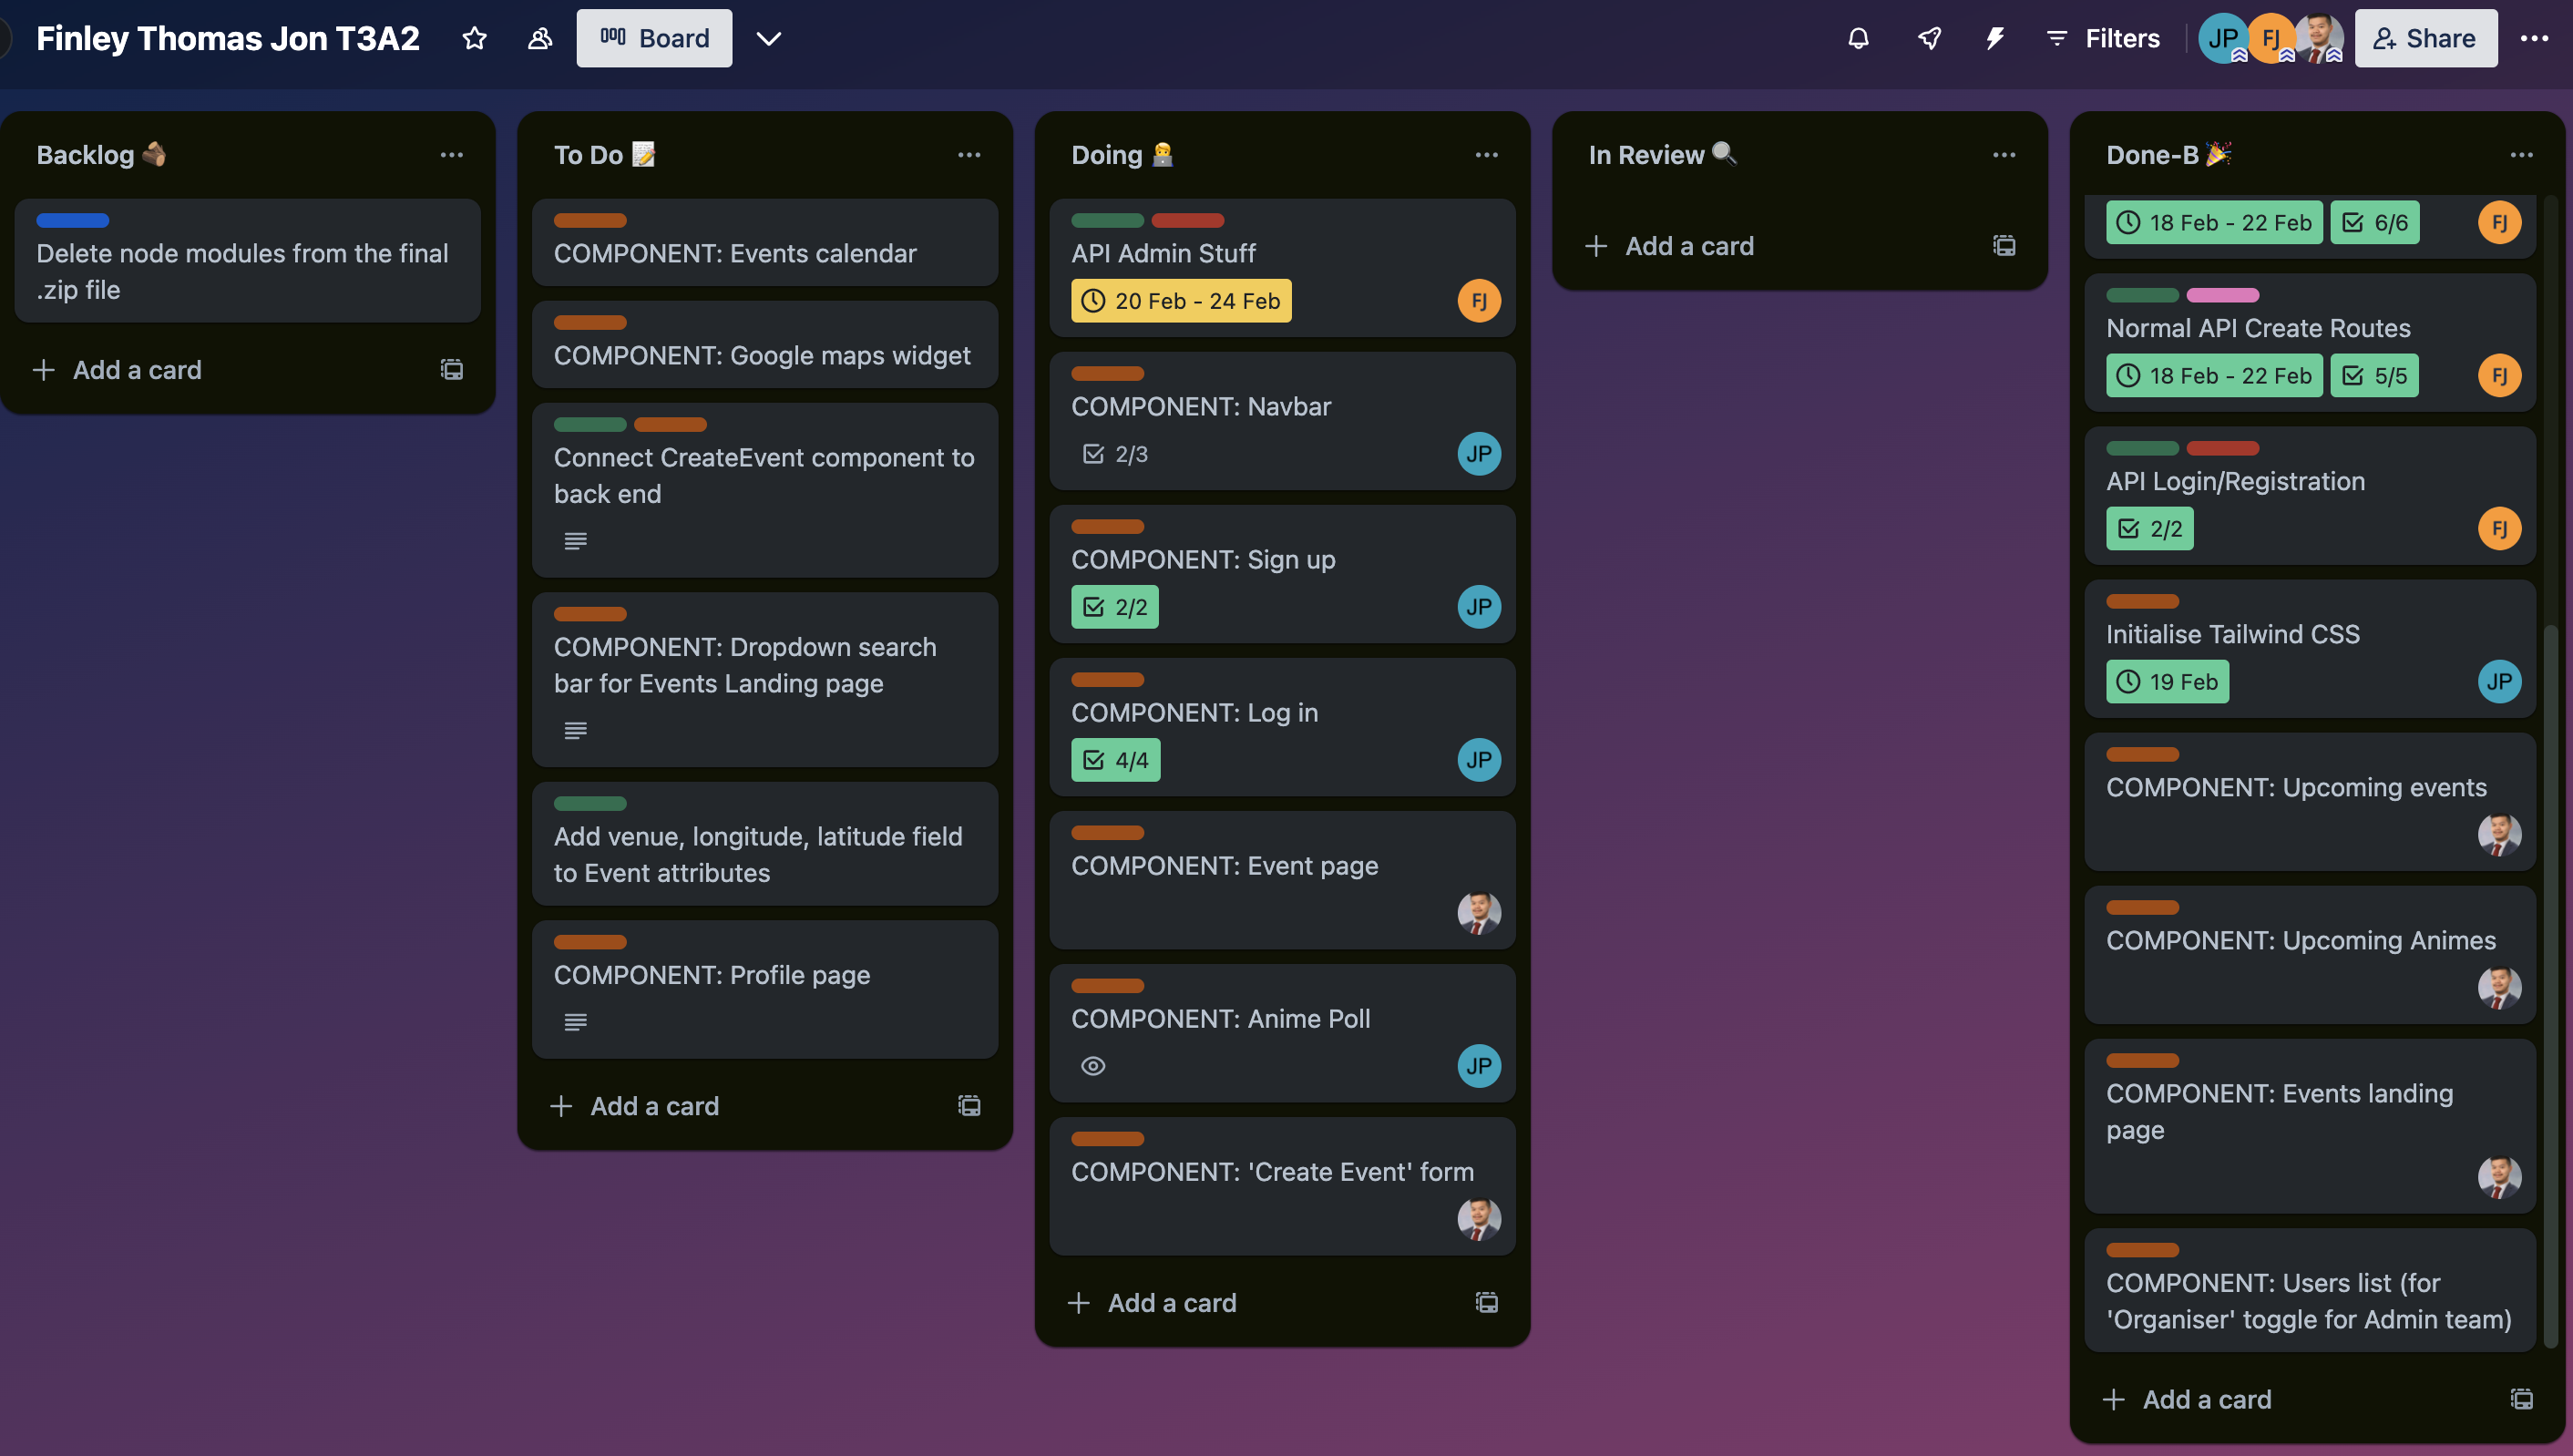 Finley Thomas Jon T3A2
Board
Filters
JP
FJ
Share
Backlog
Delete node modules from the final
.zip file
Add a card
To Do
COMPONENT: Events calendar
COMPONENT: Google maps widget
Connect CreateEvent component to
back end
COMPONENT: Dropdown search
bar for Events Landing page
Add venue, longitude, latitude field
to Event attributes
COMPONENT: Profile page
Add a card
Doing
API Admin Stuff
20 Feb - 24 Feb
FJ
COMPONENT: Navbar
2/3
JP
COMPONENT: Sign up
2/2
JP
COMPONENT: Log in
4/4
JP
COMPONENT: Event page
COMPONENT: Anime Poll
JP
COMPONENT: 'Create Event' form
Add a card
In Review
Add a card
Done-B
18 Feb - 22 Feb
6/6
FJ
Normal API Create Routes
18 Feb - 22 Feb
5/5
FJ
API Login/Registration
2/2
FJ
Initialise Tailwind CSS
19 Feb
JP
COMPONENT: Upcoming events
COMPONENT: Upcoming Animes
COMPONENT: Events landing
page
COMPONENT: Users list (for
'Organiser' toggle for Admin team)
Add a card